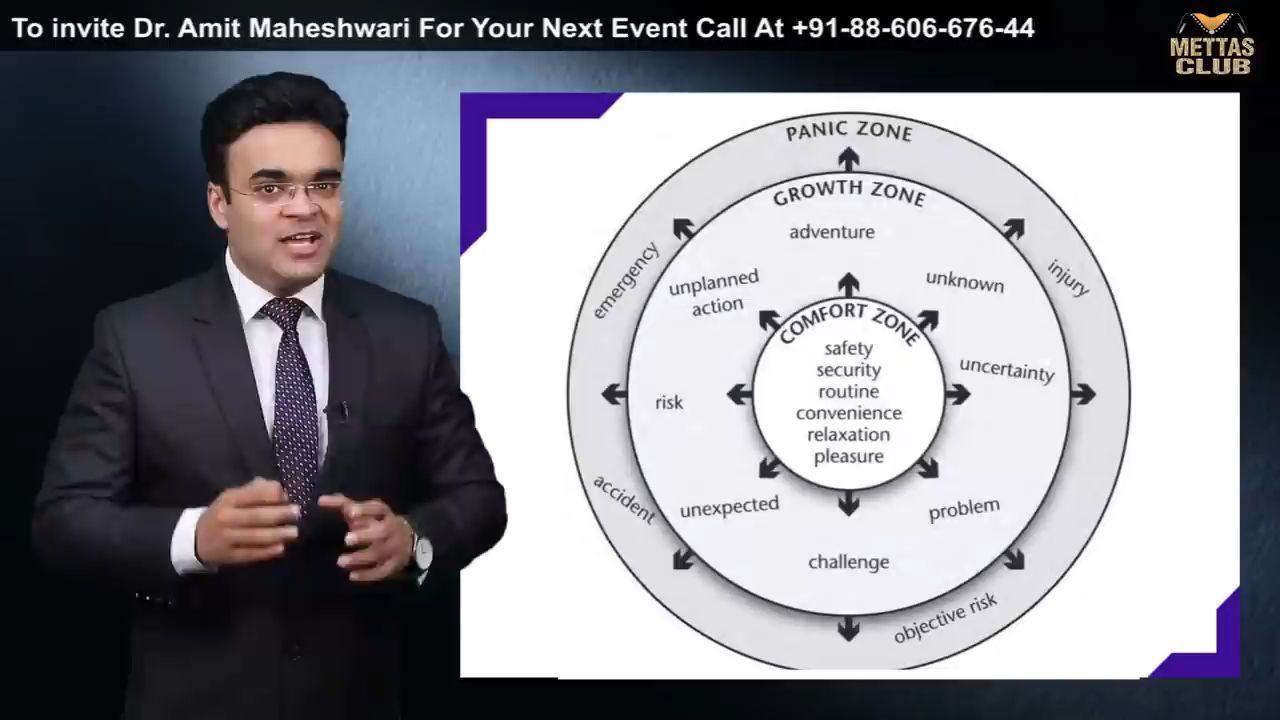 To invite Dr. Amit Maheshwari For Your Next Event Call At +91-88-606-676-44
METTAS
CLUB
PANIC ZONE
GROWTH ZONE
adventure
emergency
unplanned
action
unknown
injury
COMFORT ZONE
safety
security
routine
convenience
relaxation
pleasure
uncertainty
risk
accident
unexpected
problem
challenge
objective risk